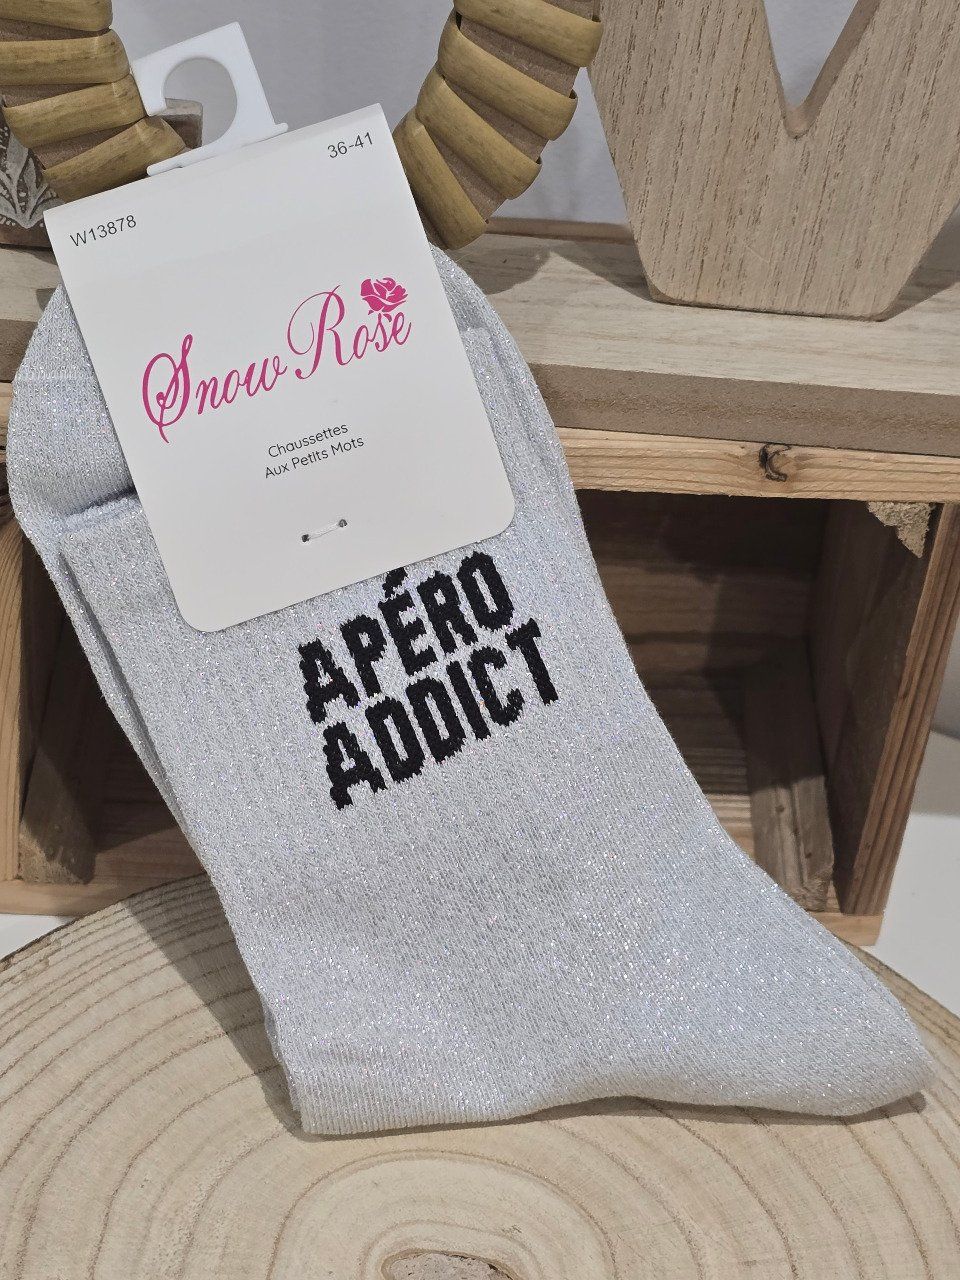 36-41
W13878
Snow Rose
Chaussettes
Aux Petits Mots
APÉRO
ADDICT